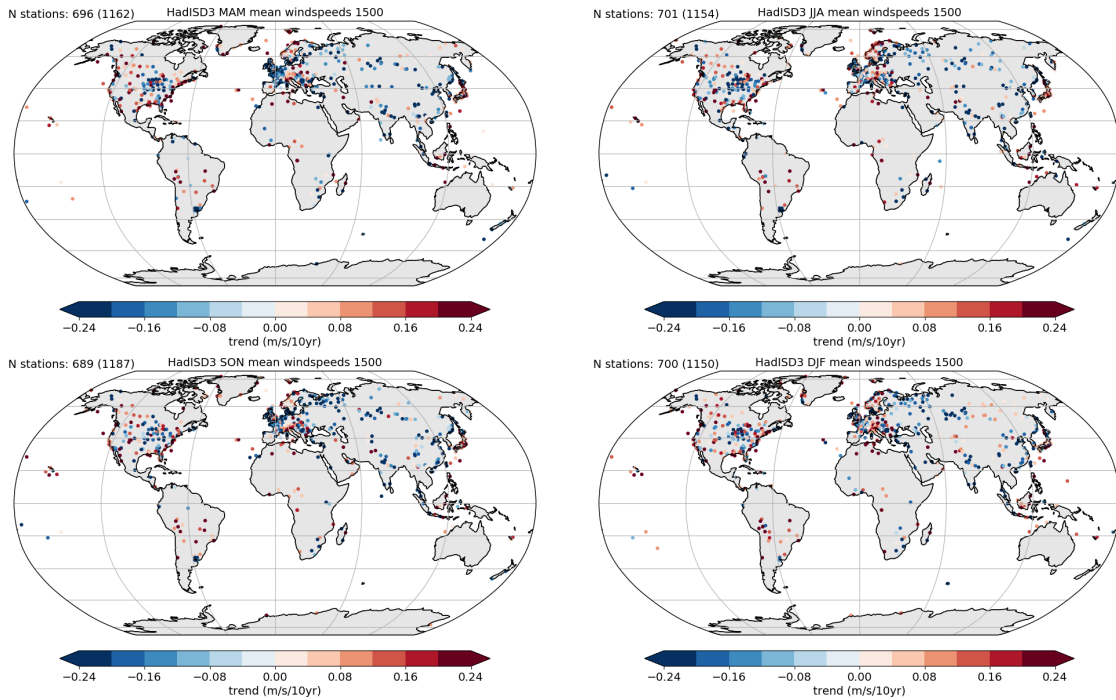 N stations: 696 (1162)
HadISD3 MAM mean windspeeds 1500
−0.24 −0.16 −0.08 0.00 0.08 0.16 0.24
trend (m/s/10yr)
N stations: 701 (1154)
HadISD3 JJA mean windspeeds 1500
−0.24 −0.16 −0.08 0.00 0.08 0.16 0.24
trend (m/s/10yr)
N stations: 689 (1187)
HadISD3 SON mean windspeeds 1500
−0.24 −0.16 −0.08 0.00 0.08 0.16 0.24
trend (m/s/10yr)
N stations: 700 (1150)
HadISD3 DJF mean windspeeds 1500
−0.24 −0.16 −0.08 0.00 0.08 0.16 0.24
trend (m/s/10yr)